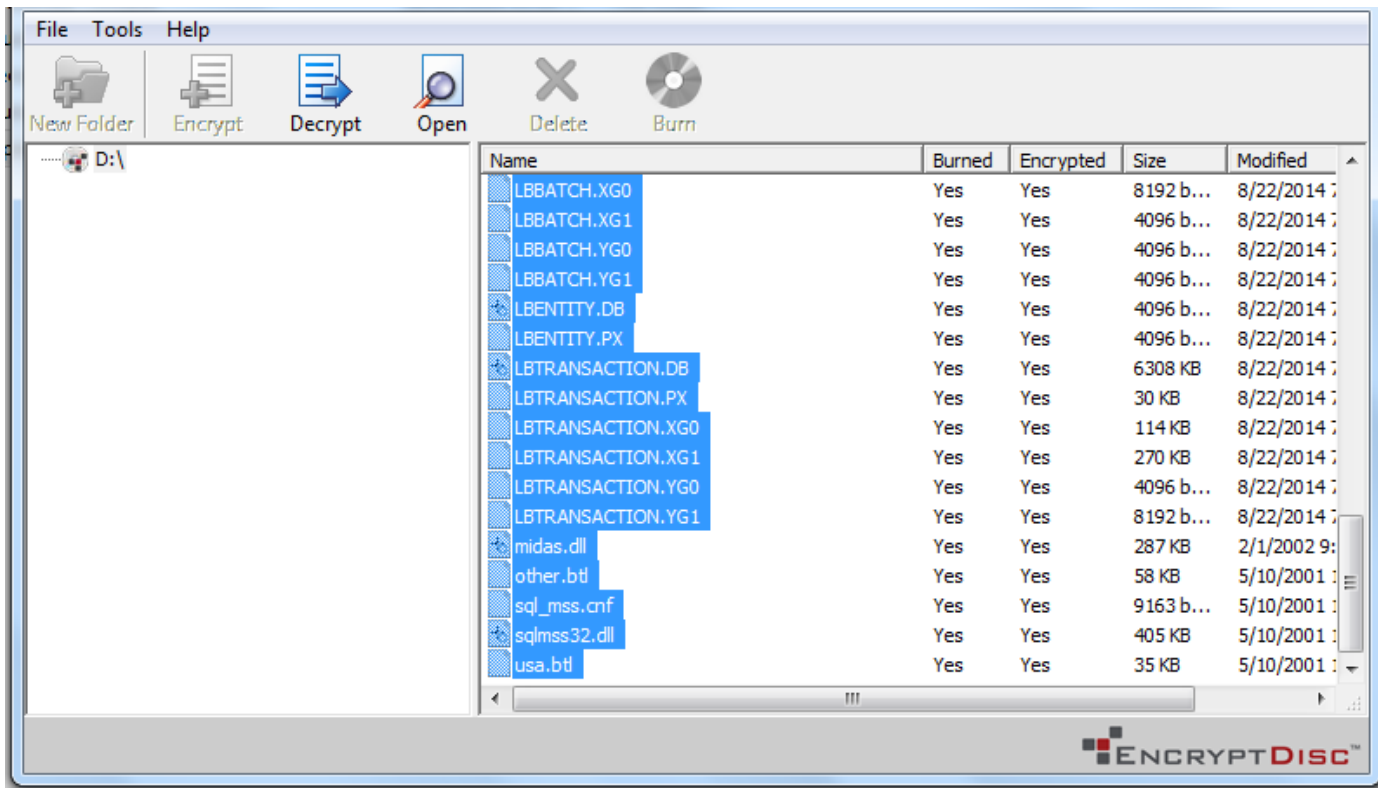 File Tools Help
New Folder Encrypt Decrypt Open Delete Burn
D:\
Name Burned Encrypted Size Modified
LBBATCH.XG0 Yes Yes 8192 b... 8/22/2014
LBBATCH.XG1 Yes Yes 4096 b... 8/22/2014
LBBATCH.YG0 Yes Yes 4096 b... 8/22/2014
LBBATCH.YG1 Yes Yes 4096 b... 8/22/2014
LBENTITY.DB Yes Yes 4096 b... 8/22/2014
LBENTITY.PX Yes Yes 4096 b... 8/22/2014
LBTRANSACTION.DB Yes Yes 6308 KB 8/22/2014
LBTRANSACTION.PX Yes Yes 30 KB 8/22/2014
LBTRANSACTION.XG0 Yes Yes 114 KB 8/22/2014
LBTRANSACTION.XG1 Yes Yes 270 KB 8/22/2014
LBTRANSACTION.YG0 Yes Yes 4096 b... 8/22/2014
LBTRANSACTION.YG1 Yes Yes 8192 b... 8/22/2014
midas.dll Yes Yes 287 KB 2/1/2002 9:
other.btl Yes Yes 58 KB 5/10/2001
sql_mss.cnf Yes Yes 9163 b... 5/10/2001
sqlmss32.dll Yes Yes 405 KB 5/10/2001
usa.btl Yes Yes 35 KB 5/10/2001
ENCRYPTDISC™